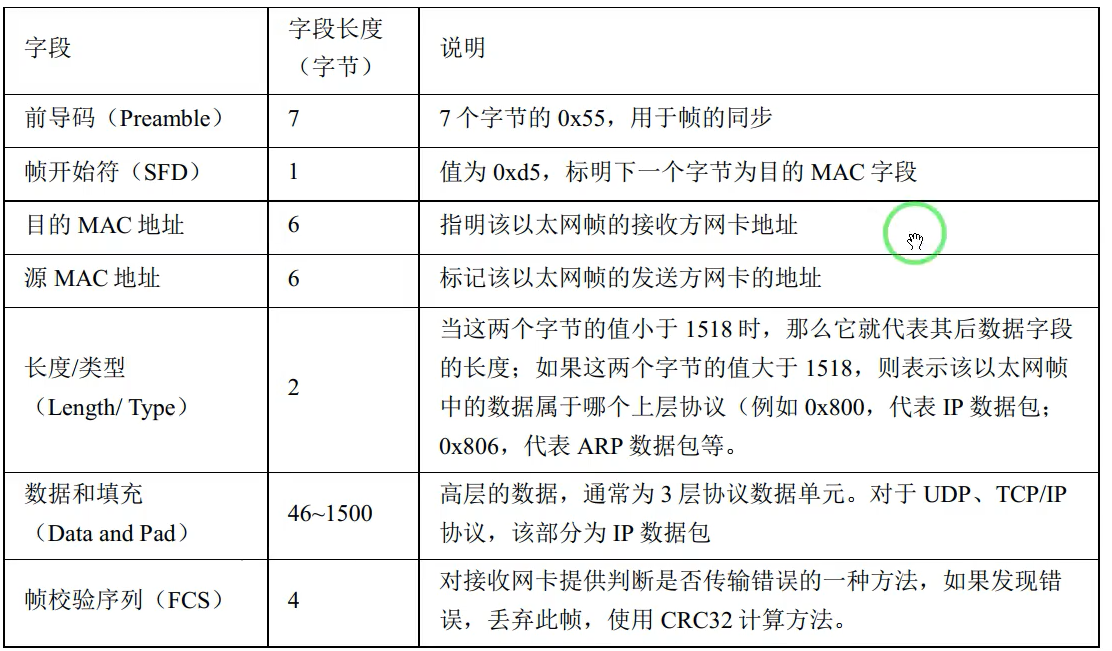 字段
字段长度
（字节）
说明
前导码（Preamble）
7
7 个字节的 0x55，用于帧的同步
帧开始符（SFD）
1
值为 0xd5，标明下一个字节为目的 MAC 字段
目的 MAC 地址
6
指明该以太网帧的接收方网卡地址
源 MAC 地址
6
标记该以太网帧的发送方网卡的地址
长度/类型
（Length/ Type）
2
当这两个字节的值小于 1518 时，那么它就代表其后数据字段
的长度；如果这两个字节的值大于 1518，则表示该以太网帧
中的数据属于哪个上层协议（例如 0x800，代表 IP 数据包；
0x806，代表 ARP 数据包等。
数据和填充
（Data and Pad）
46~1500
高层的数据，通常为 3 层协议数据单元。对于 UDP、TCP/IP
协议，该部分为 IP 数据包
帧校验序列（FCS）
4
对接收网卡提供判断是否传输错误的一种方法，如果发现错
误，丢弃此帧，使用 CRC32 计算方法。